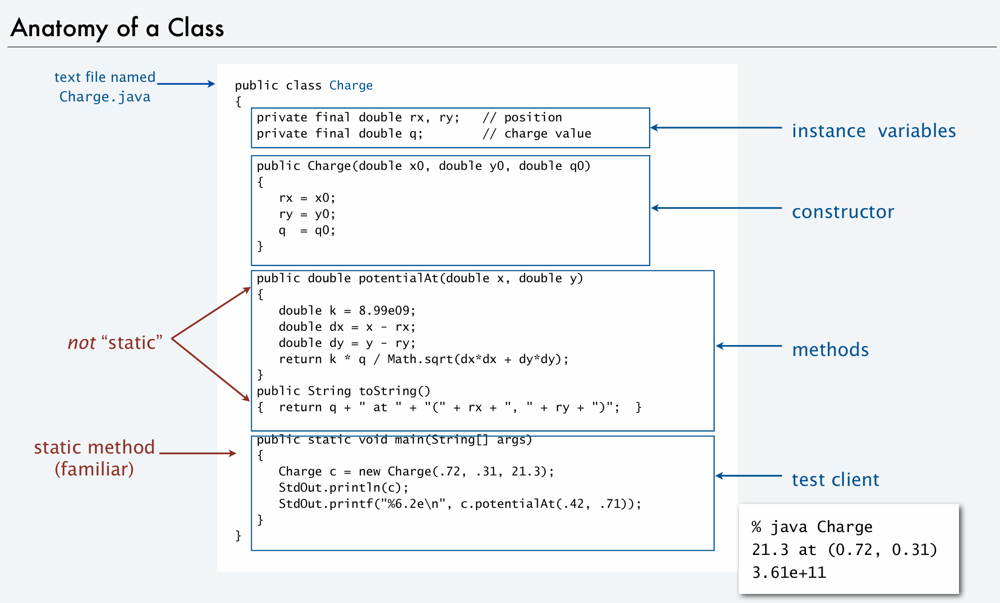 Anatomy of a Class
text file named
Charge.java
public class Charge
{
private final double rx, ry;   // position
private final double q;        // charge value
instance  variables
public Charge(double x0, double y0, double q0)
{
   rx = x0;
   ry = y0;
   q  = q0;
}
constructor
public double potentialAt(double x, double y)
{
   double k = 8.99e09;
   double dx = x - rx;
   double dy = y - ry;
   return k * q / Math.sqrt(dx*dx + dy*dy);
}
public String toString()
{  return q + " at " + "(" + rx + ", " + ry + ")";  }
not “static”
methods
static method
(familiar)
public static void main(String[] args)
{
   Charge c = new Charge(.72, .31, 21.3);
   StdOut.println(c);
   StdOut.printf("%6.2e\n", c.potentialAt(.42, .71));
}
}
test client
% java Charge
21.3 at (0.72, 0.31)
3.61e+11